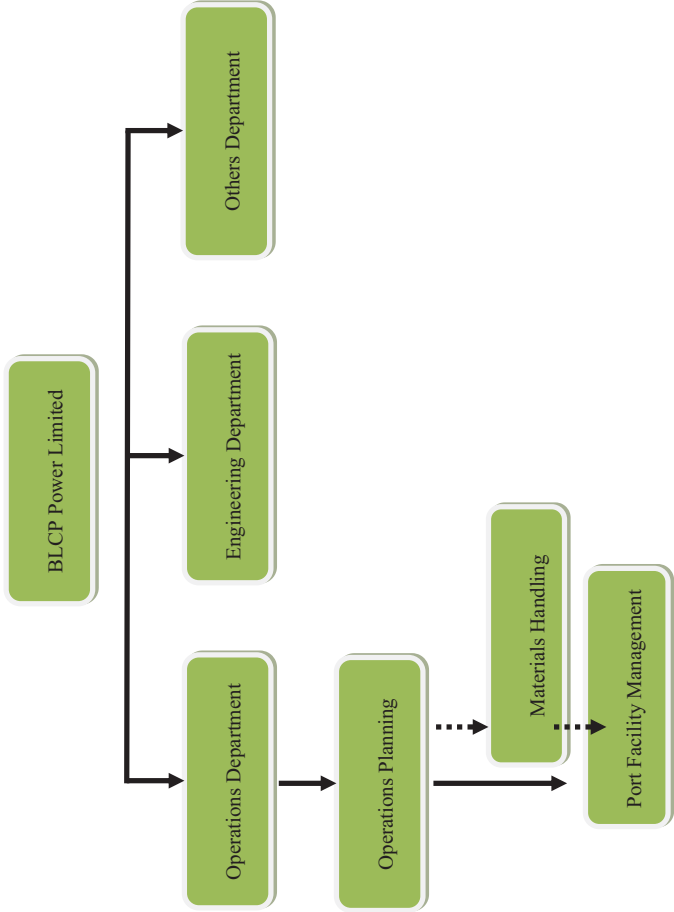 BLCP Power Limited
Operations Department
Engineering Department
Others Department
Operations Planning
Materials Handling
Port Facility Management